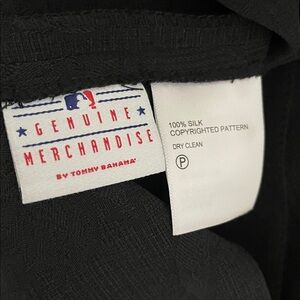 GENUINE
MERCHANDISE
BY TOMMY BAHAMA®
100% SILK
COPYRIGHTED PATTERN
DRY CLEAN
P